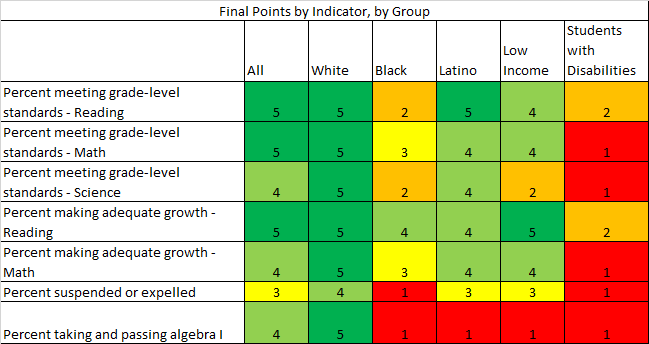 Final Points by Indicator, by Group
All White Black Latino Low Income Students with Disabilities
Percent meeting grade-level standards - Reading 5 5 2 5 4 2
Percent meeting grade-level standards - Math 5 5 3 4 4 1
Percent meeting grade-level standards - Science 4 5 2 4 2 1
Percent making adequate growth - Reading 5 5 4 4 5 2
Percent making adequate growth - Math 4 5 3 4 4 1
Percent suspended or expelled 3 4 1 3 3 1
Percent taking and passing algebra I 4 5 1 1 1 1